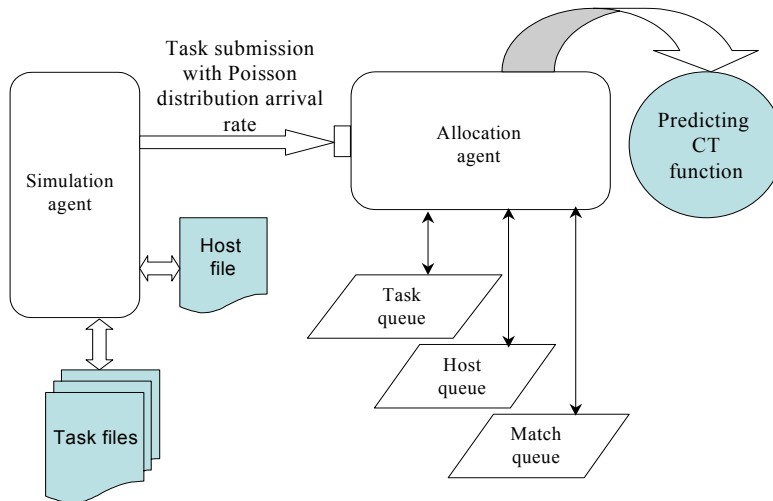 Task submission
with Poisson
distribution arrival
rate
Allocation
agent
Predicting
CT
function
Simulation
agent
Host
file
Task
queue
Host
queue
Task files
Match
queue